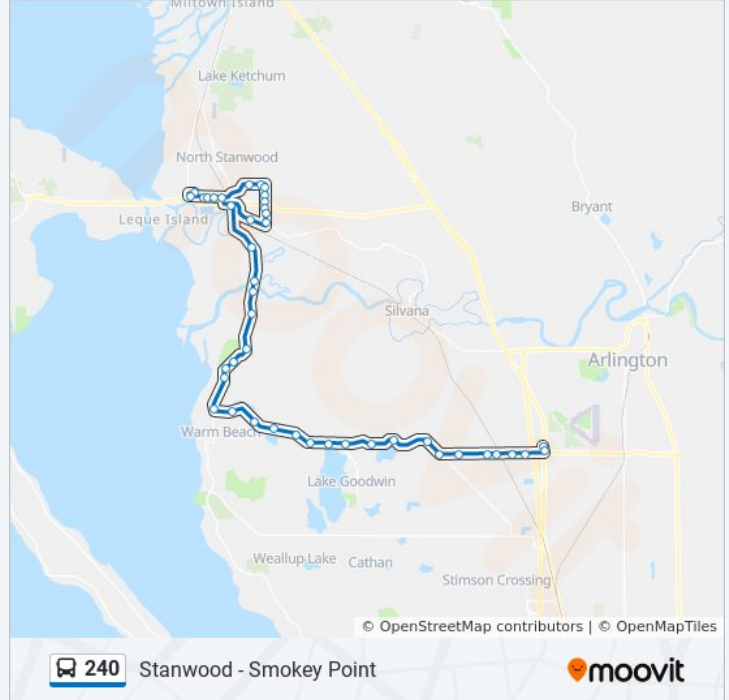 Miltown Island
Lake Ketchum
North Stanwood
Leque Island
Bryant
Silvana
Arlington
Warm Beach
Lake Goodwin
Weallup Lake
Cathan
Stimson Crossing
© OpenStreetMap contributors | © OpenMapTiles
240 Stanwood - Smokey Point
moovit